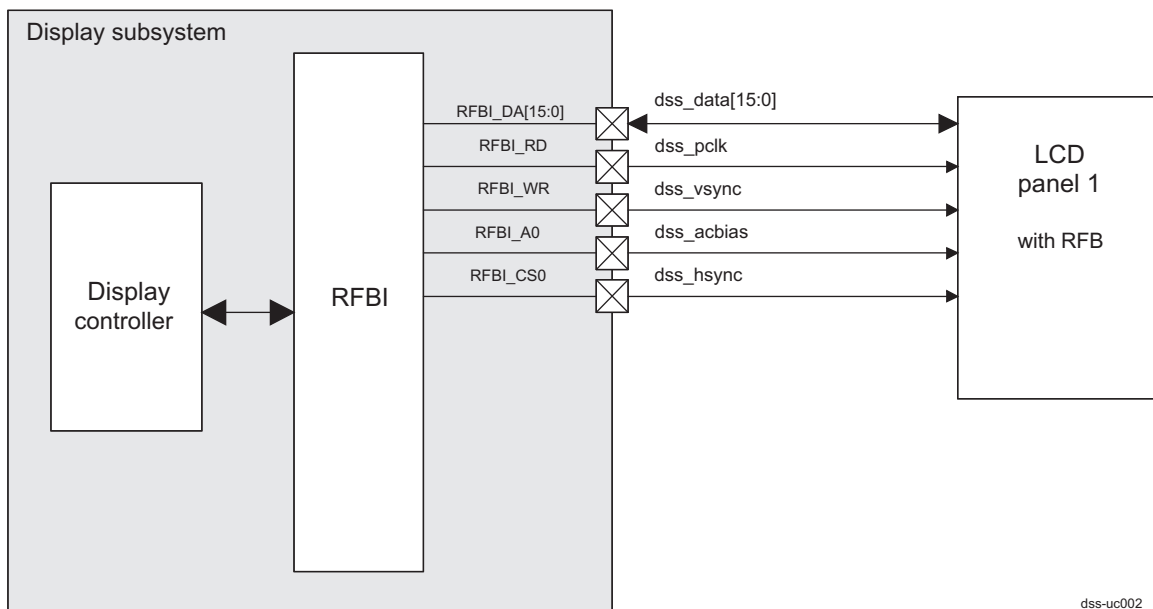 Display subsystem
RFBI_DA[15:0]
dss_data[15:0]
RFBI_RD
dss_pclk
RFBI_WR
dss_vsync
RFBI_A0
dss_acbias
RFBI_CS0
dss_hsync
Display
controller
RFBI
LCD
panel 1
with RFB
dss-uc002